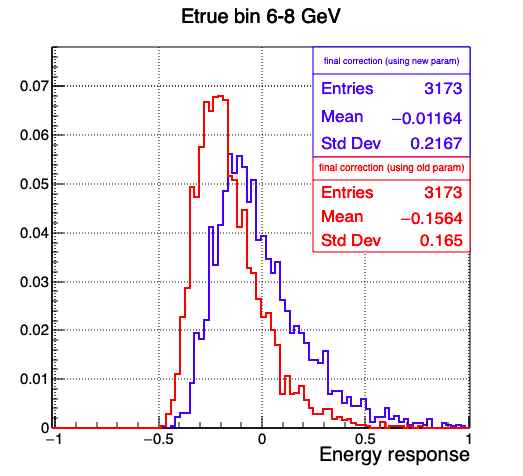 Etrue bin 6-8 GeV
final correction (using new param)
Entries 3173
Mean −0.01164
Std Dev 0.2167
final correction (using old param)
Entries 3173
Mean −0.1564
Std Dev 0.165
0.07
0.06
0.05
0.04
0.03
0.02
0.01
0
−1 −0.5 0 0.5 1
Energy response